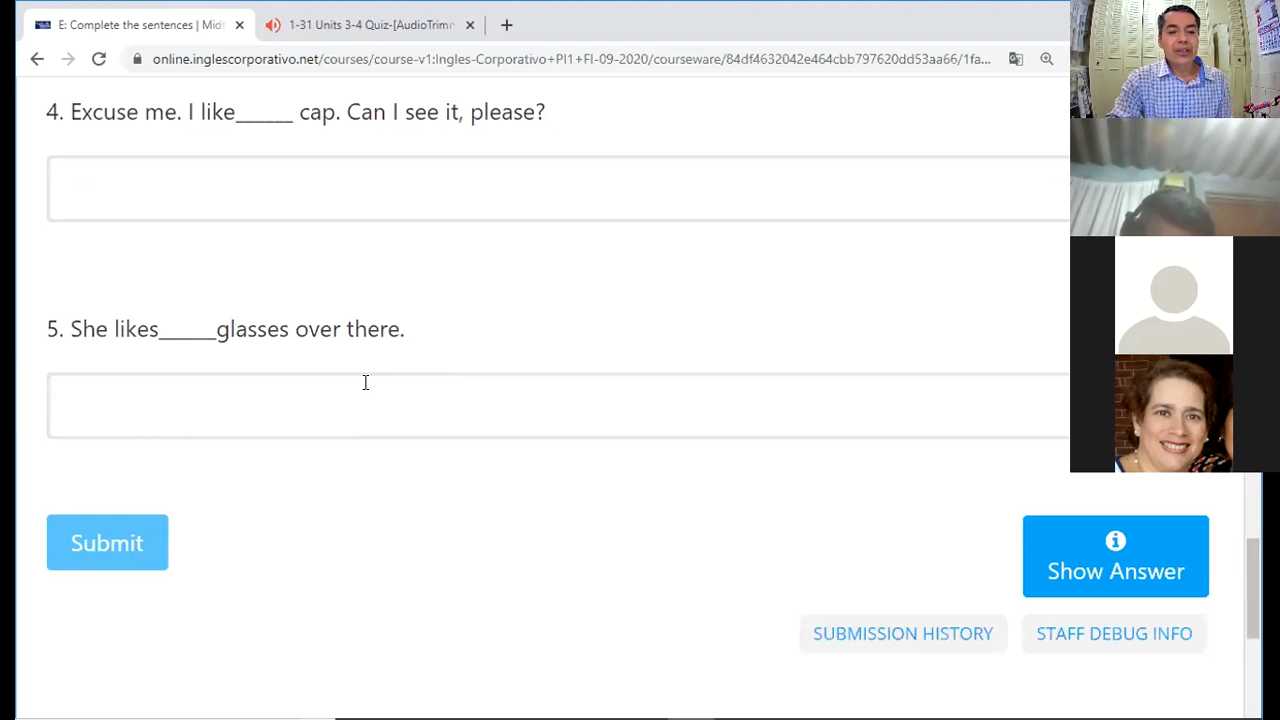 E: Complete the sentences | Mid
1-31 Units 3-4 Quiz-[AudioTrimm
online.inglescorporativo.net/courses/course-v1:Ingles-Corporativo+PI1+FI-09-2020/courseware/84df4632042e464cbb797620dd53aa66/1fa...
4. Excuse me. I like______ cap. Can I see it, please?
5. She likes______glasses over there.
Submit
Show Answer
SUBMISSION HISTORY
STAFF DEBUG INFO